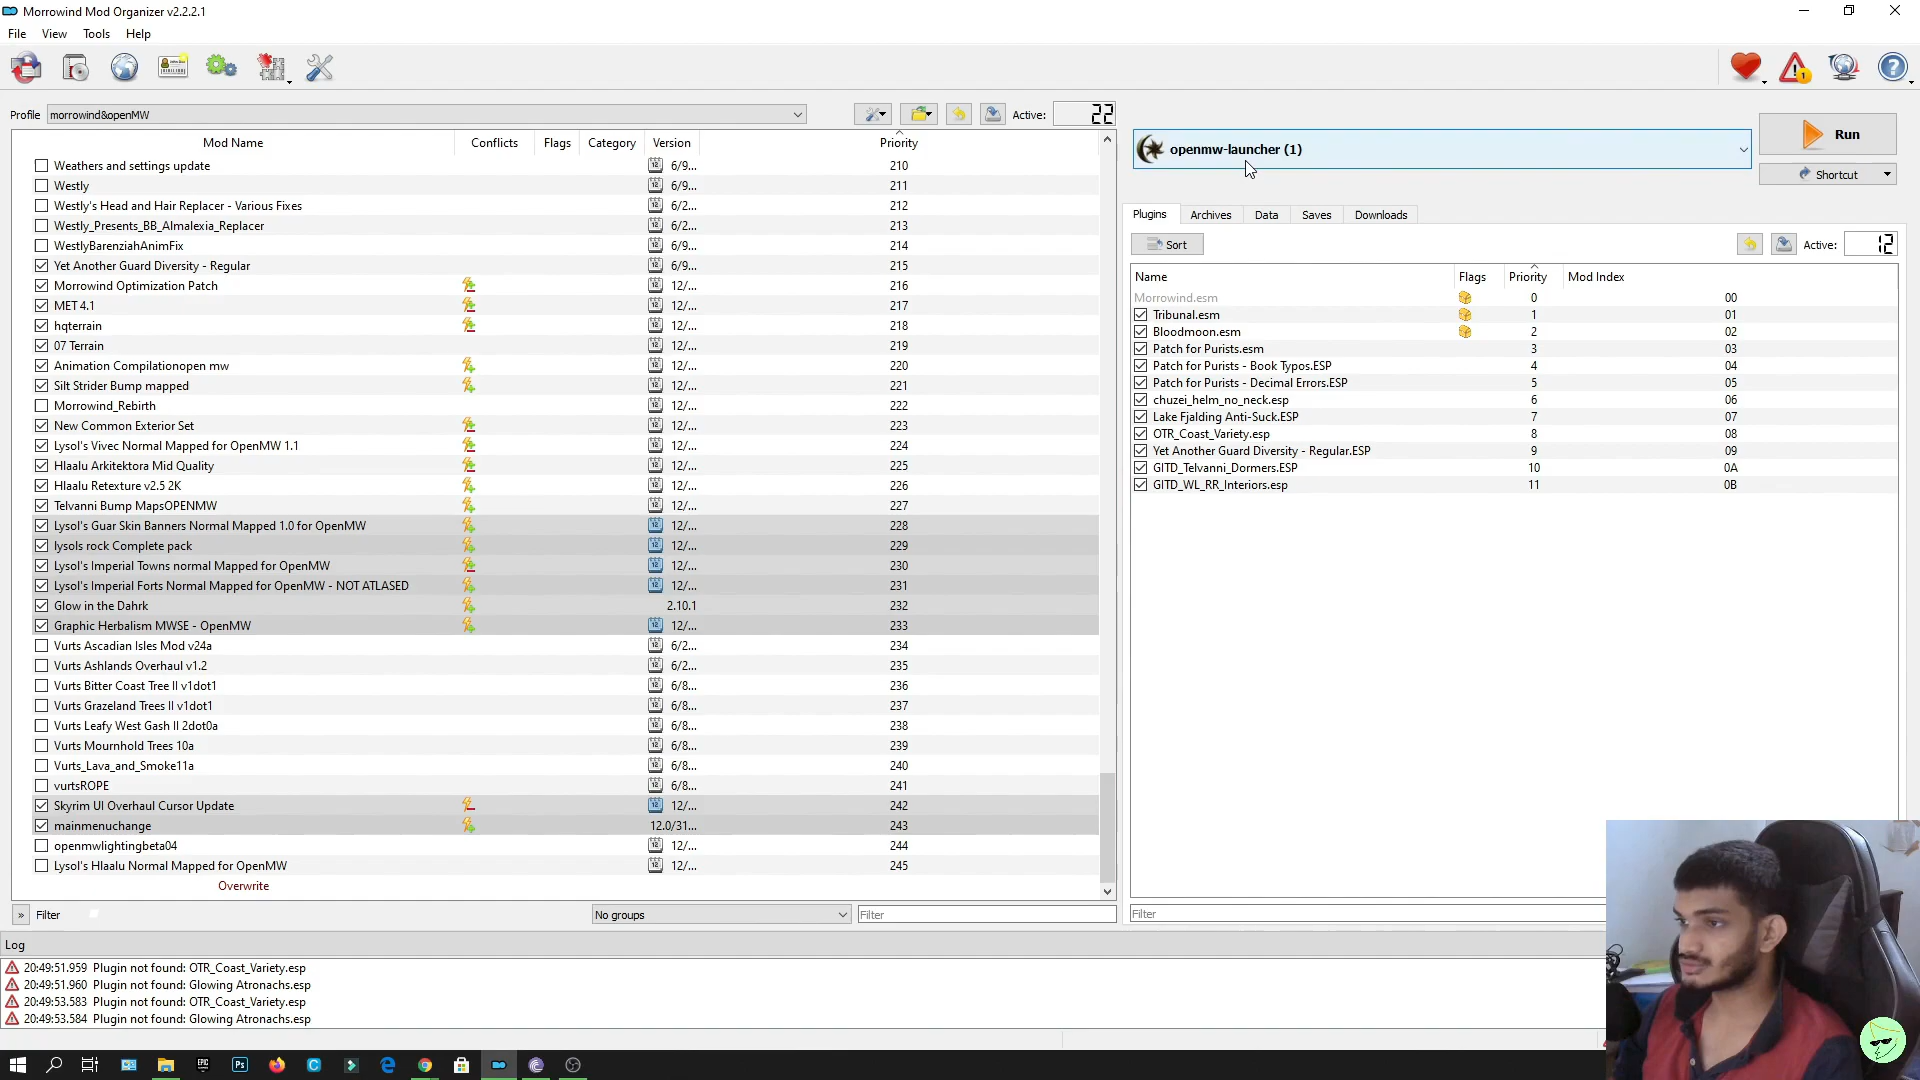 Morrowind Mod Organizer v2.2.2.1
File View Tools Help
Profile morrowind&openMW Active: 22
Mod Name Conflicts Flags Category Version Priority
Weathers and settings update 6/9... 210
Westly 6/9... 211
Westly's Head and Hair Replacer - Various Fixes 6/2... 212
Westly_Presents_BB_Almalexia_Replacer 6/2... 213
WestlyBarenziahAnimFix 6/9... 214
Yet Another Guard Diversity - Regular 6/9... 215
Morrowind Optimization Patch 12/... 216
MET 4.1 12/... 217
hqterrain 12/... 218
07 Terrain 12/... 219
Animation Compilationopen mw 12/... 220
Silt Strider Bump mapped 12/... 221
Morrowind_Rebirth 12/... 222
New Common Exterior Set 12/... 223
Lysol's Vivec Normal Mapped for OpenMW 1.1 12/... 224
Hlaalu Arkitektora Mid Quality 12/... 225
Hlaalu Retexture v2.5 2K 12/... 226
Telvanni Bump MapsOPENMW 12/... 227
Lysol's Guar Skin Banners Normal Mapped 1.0 for OpenMW 12/... 228
lysols rock Complete pack 12/... 229
Lysol's Imperial Towns normal Mapped for OpenMW 12/... 230
Lysol's Imperial Forts Normal Mapped for OpenMW - NOT ATLASED 12/... 231
Glow in the Dahrk 2.10.1 232
Graphic Herbalism MWSE - OpenMW 12/... 233
Vurts Ascadian Isles Mod v24a 6/2... 234
Vurts Ashlands Overhaul v1.2 6/2... 235
Vurts Bitter Coast Tree II v1dot1 6/8... 236
Vurts Grazeland Trees II v1dot1 6/8... 237
Vurts Leafy West Gash II 2dot0a 6/8... 238
Vurts Mournhold Trees 10a 6/8... 239
Vurts_Lava_and_Smoke11a 6/8... 240
vurtsROPE 6/8... 241
Skyrim UI Overhaul Cursor Update 12/... 242
mainmenuchange 12.0/31... 243
openmwlightingbeta04 12/... 244
Lysol's Hlaalu Normal Mapped for OpenMW 12/... 245
Overwrite
» Filter No groups Filter
openmw-launcher (1) Run
Shortcut
Plugins Archives Data Saves Downloads
Sort Active: 12
Name Flags Priority Mod Index
Morrowind.esm 0 00
Tribunal.esm 1 01
Bloodmoon.esm 2 02
Patch for Purists.esm 3 03
Patch for Purists - Book Typos.ESP 4 04
Patch for Purists - Decimal Errors.ESP 5 05
chuzei_helm_no_neck.esp 6 06
Lake Fjalding Anti-Suck.ESP 7 07
OTR_Coast_Variety.esp 8 08
Yet Another Guard Diversity - Regular.ESP 9 09
GITD_Telvanni_Dormers.ESP 10 0A
GITD_WL_RR_Interiors.esp 11 0B
Filter
Log
20:49:51.959 Plugin not found: OTR_Coast_Variety.esp
20:49:51.960 Plugin not found: Glowing Atronachs.esp
20:49:53.583 Plugin not found: OTR_Coast_Variety.esp
20:49:53.584 Plugin not found: Glowing Atronachs.esp